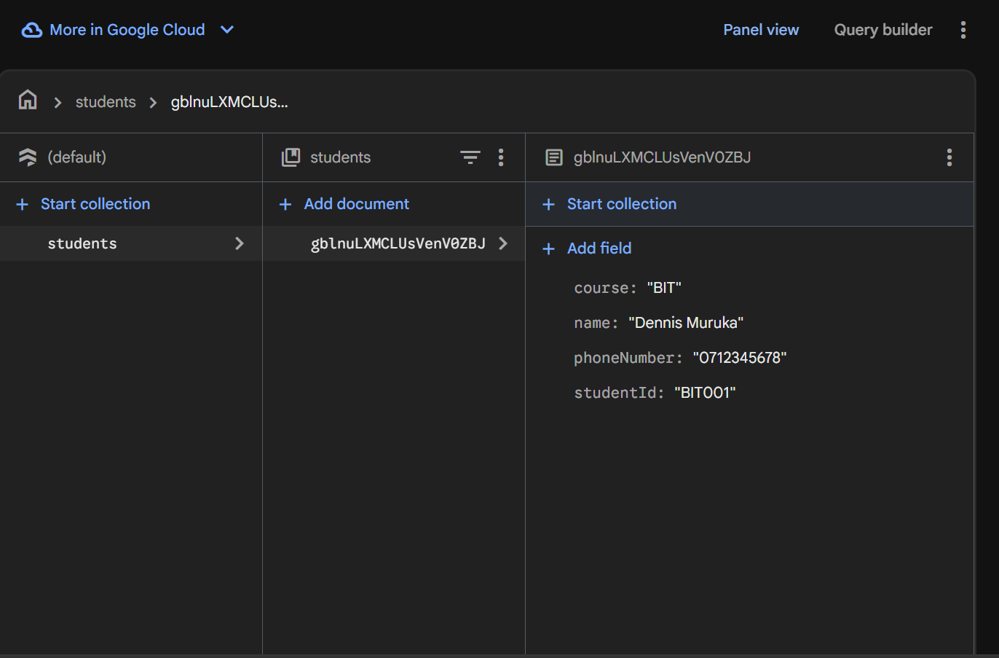 More in Google Cloud
Panel view
Query builder
students
gblnuLXMCLUs...
(default)
students
gblnuLXMCLUsVenV0ZBJ
Start collection
Add document
Start collection
students
gblnuLXMCLUsVenV0ZBJ
Add field
course: "BIT"
name: "Dennis Muruka"
phoneNumber: "0712345678"
studentId: "BIT001"